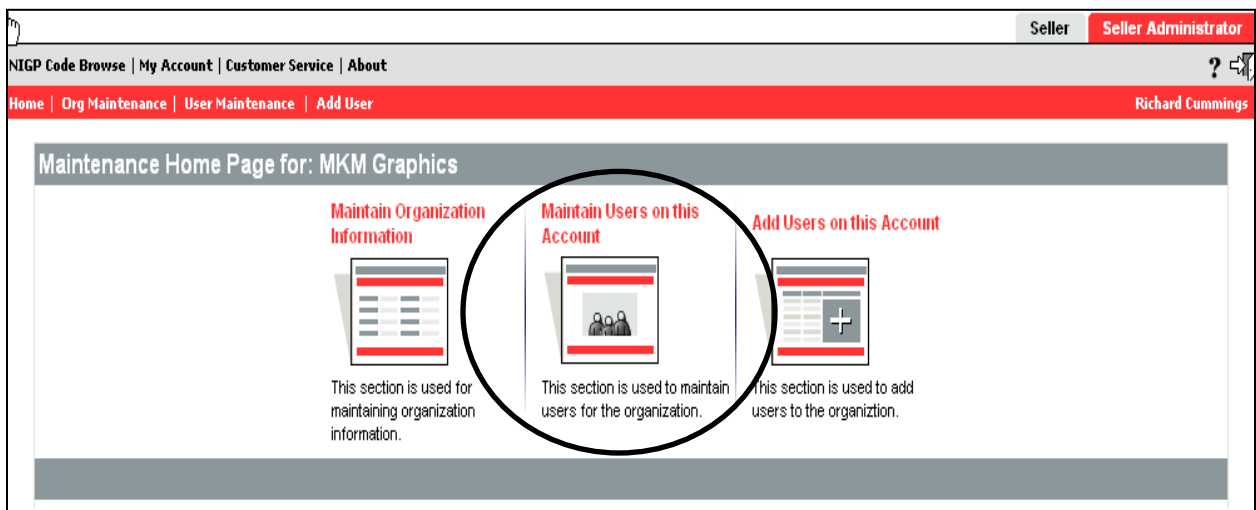 Seller Seller Administrator
NIGP Code Browse | My Account | Customer Service | About ?
Home | Org Maintenance | User Maintenance | Add User Richard Cummings
Maintenance Home Page for: MKM Graphics
Maintain Organization
Information
This section is used for
maintaining organization
information.
Maintain Users on this
Account
This section is used to maintain
users for the organization.
Add Users on this Account
+
This section is used to add
users to the organiztion.